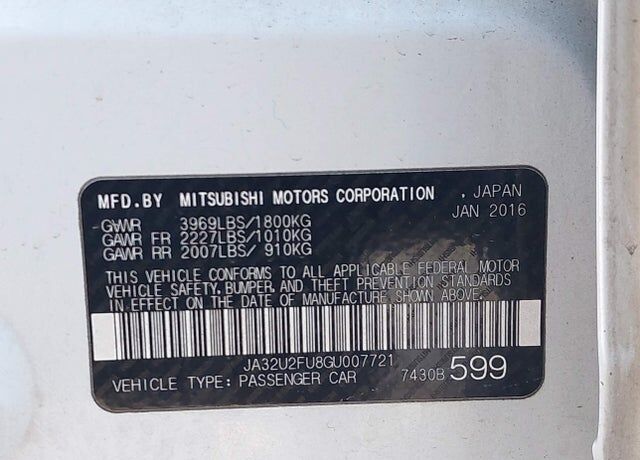 MFD.BY MITSUBISHI MOTORS CORPORATION , JAPAN
JAN 2016
GVWR 3969LBS/1800KG
GAWR FR 2227LBS/1010KG
GAWR RR 2007LBS/ 910KG
THIS VEHICLE CONFORMS TO ALL APPLICABLE FEDERAL MOTOR
VEHICLE SAFETY, BUMPER, AND THEFT PREVENTION STANDARDS
IN EFFECT ON THE DATE OF MANUFACTURE SHOWN ABOVE.
JA32U2FU8GU007721
VEHICLE TYPE: PASSENGER CAR 7430B 599